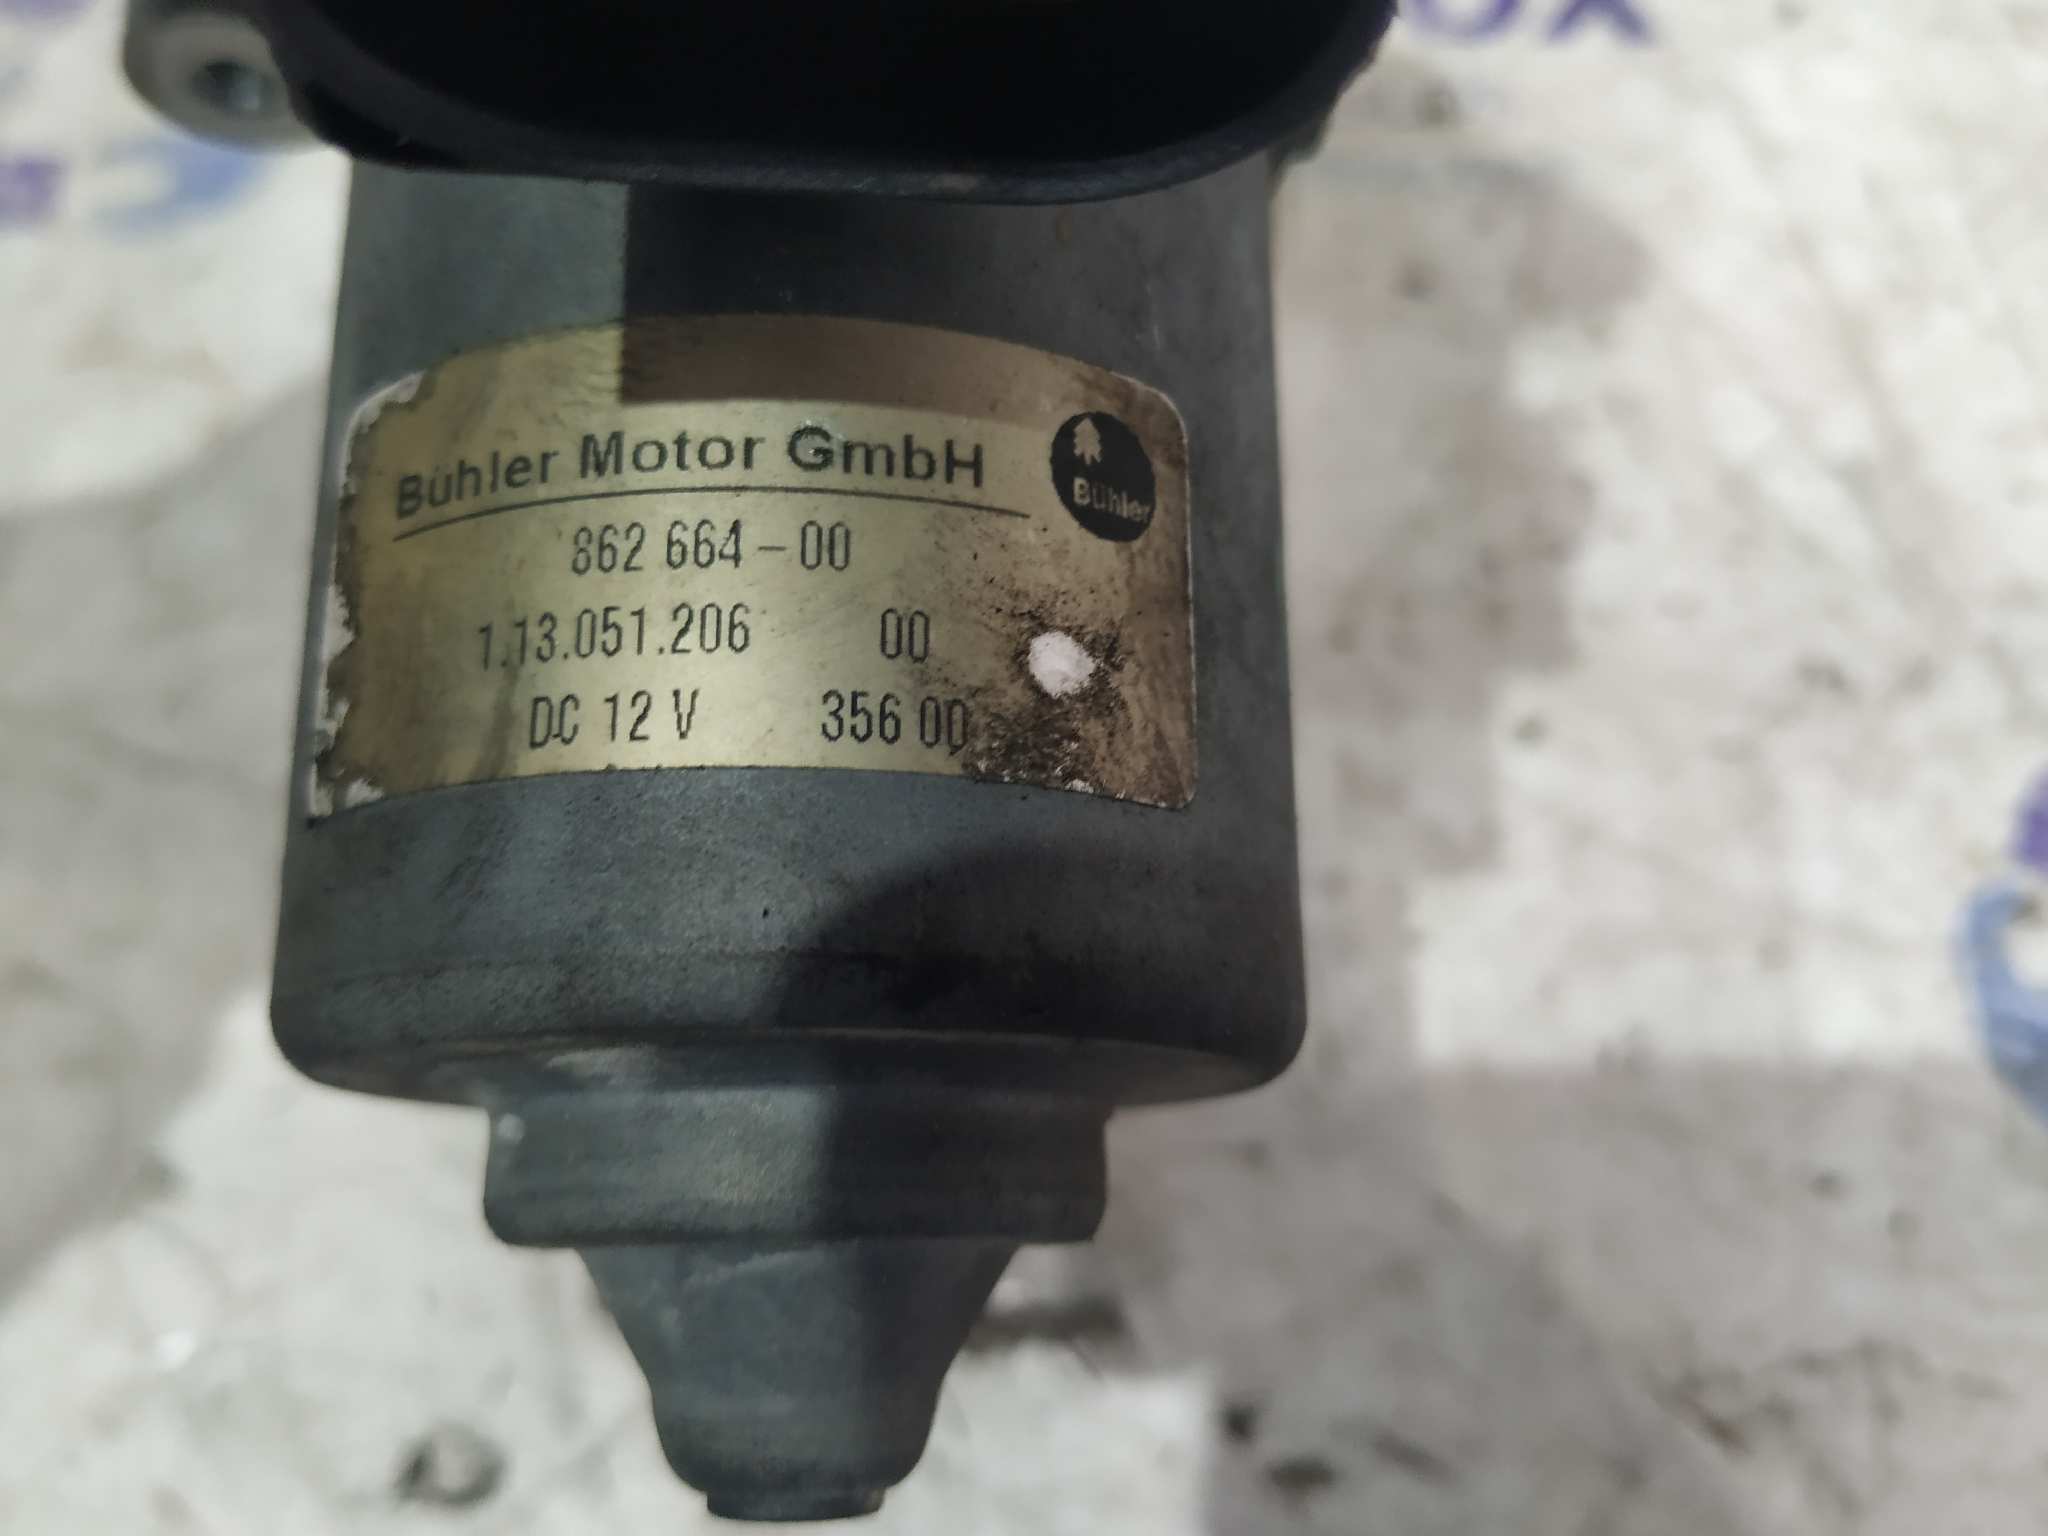 Bühler Motor GmbH
Bühler
862 664-00
1.13.051.206 00
DC 12 V 356 00